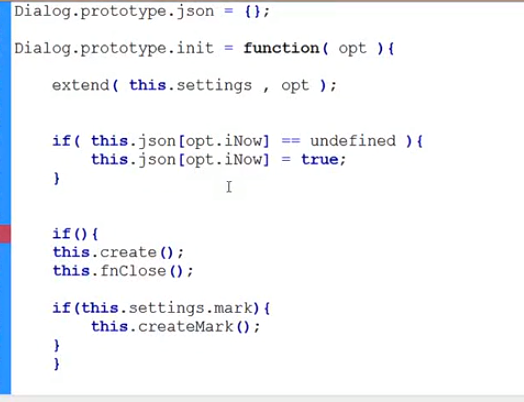 Dialog.prototype.json = {};
Dialog.prototype.init = function( opt ){
extend( this.settings , opt );
if( this.json[opt.iNow] == undefined ){
this.json[opt.iNow] = true;
}
if(){
this.create();
this.fnClose();
if(this.settings.mark){
this.createMark();
}
}